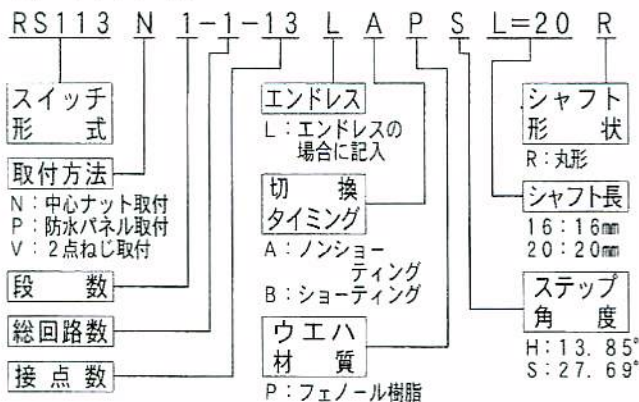 RS113 N 1-1-13 L A P S L=20 R
スイッチ
形 式
取付方法
N:中心ナット取付
P:防水パネル取付
V:2点ねじ取付
段 数
総回路数
接点数
エンドレス
L:エンドレスの
場合に記入
切 換
タイミング
A:ノンショー
ティング
B:ショーティング
ウエハ
材 質
P:フェノール樹脂
シャフト
形 状
R:丸形
シャフト長
16:16㎜
20:20㎜
ステップ
角 度
H:13. 85°
S:27. 69°